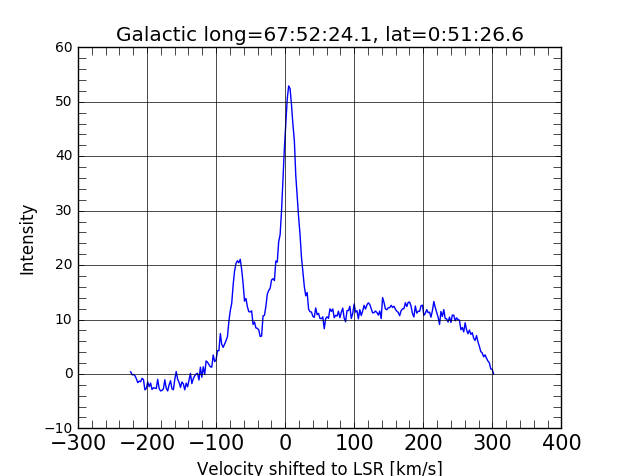 Galactic long=67:52:24.1, lat=0:51:26.6
60
50
40
30
20
10
0
−10
Intensity
−300 −200 −100 0 100 200 300 400
Velocity shifted to LSR [km/s]